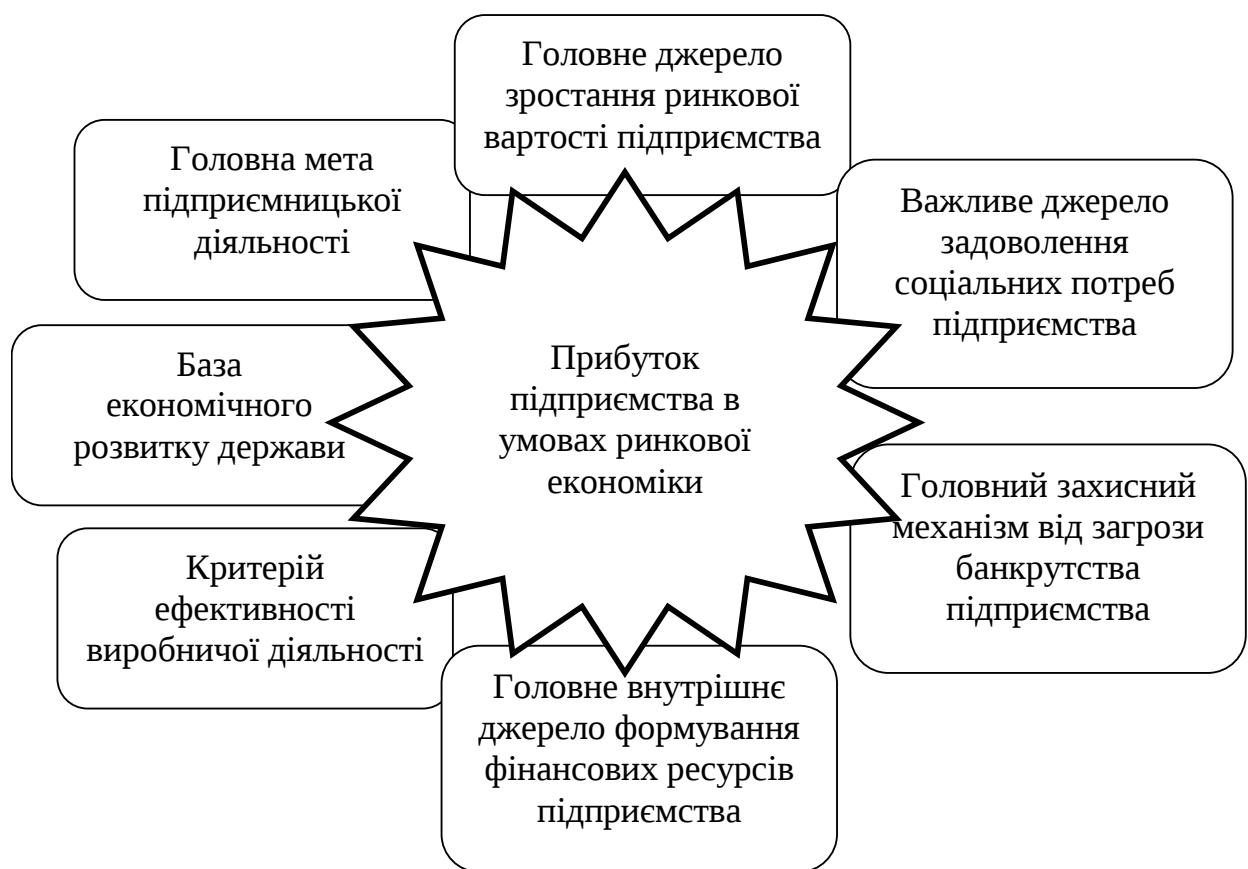 Головне джерело
зростання ринкової
вартості підприємства
Головна мета
підприємницької
діяльності
Важливе джерело
задоволення
соціальних потреб
підприємства
База
економічного
розвитку держави
Прибуток
підприємства в
умовах ринкової
економіки
Головний захисний
механізм від загрози
банкрутства
підприємства
Критерій
ефективності
виробничої діяльності
Головне внутрішнє
джерело формування
фінансових ресурсів
підприємства